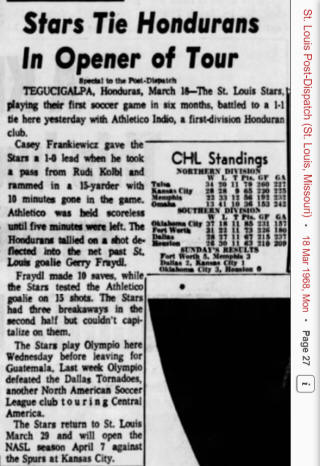 Stars Tie Hondurans
In Opener of Tour
Special to the Post-Dispatch
TEGUCIGALPA, Honduras, March 18—The St. Louis Stars,
playing their first soccer game in six months, battled to a 1-1
tie here yesterday with Athletico Indio, a first-division Honduran
club.
Casey Frankiewicz gave the
Stars a 1-0 lead when he took
a pass from Rudi Kolbl and
rammed in a 15-yarder with
10 minutes gone in the game.
Athletico was held scoreless
until five minutes were left. The
Hondurans tallied on a shot de-
flected into the net past St.
Louis goalie Gerry Fraydl.
Fraydl made 10 saves, while
the Stars tested the Athletico
goalie on 15 shots. The Stars
had three breakaways in the
second half but couldn't capi-
talize on them.
The Stars play Olympio here
Wednesday before leaving for
Guatemala, Last week Olympio
defeated the Dallas Tornadoes,
another North American Soccer
League club touring Central
America.
The Stars return to St. Louis
March 29 and will open the
NASL season April 7 against
the Spurs at Kansas City.
CHL Standings
NORTHERN DIVISION
W L T Pts. GF GA
Tulsa
Kansas City
Memphis
Omaha
SOUTHERN DIVISION
W L T Pts. GF GA
Oklahoma City
Fort Worth
Dallas
Houston
SUNDAY'S RESULTS
Fort Worth 5, Memphis 3
Dallas 2, Kansas City 1
Oklahoma City 3, Houston 0
St. Louis Post-Dispatch (St. Louis, Missouri) • 18 Mar 1968, Mon • Page 27
i